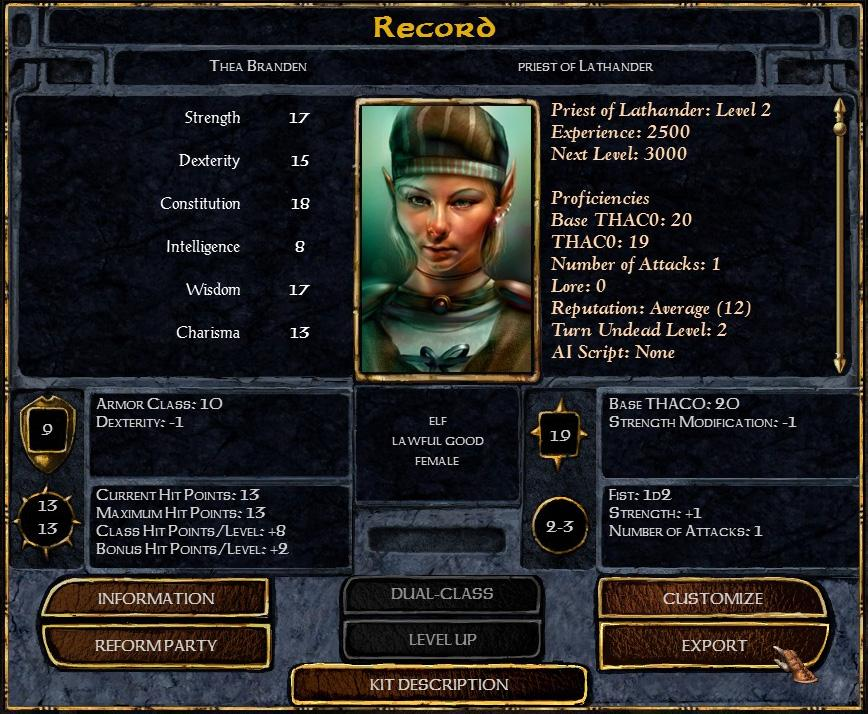 Record
Thea Branden
priest of Lathander
Strength 17
Dexterity 15
Constitution 18
Intelligence 8
Wisdom 17
Charisma 13
Priest of Lathander: Level 2
Experience: 2500
Next Level: 3000
Proficiencies
Base THAC0: 20
THAC0: 19
Number of Attacks: 1
Lore: 0
Reputation: Average (12)
Turn Undead Level: 2
AI Script: None
9
Armor Class: 10
Dexterity: -1
13
13
Current Hit Points: 13
Maximum Hit Points: 13
Class Hit Points/Level: +8
Bonus Hit Points/Level: +2
ELF
LAWFUL GOOD
FEMALE
19
Base THAC0: 20
Strength Modification: -1
2-3
Fist: 1d2
Strength: +1
Number of Attacks: 1
INFORMATION
DUAL-CLASS
CUSTOMIZE
REFORM PARTY
LEVEL UP
EXPORT
KIT DESCRIPTION